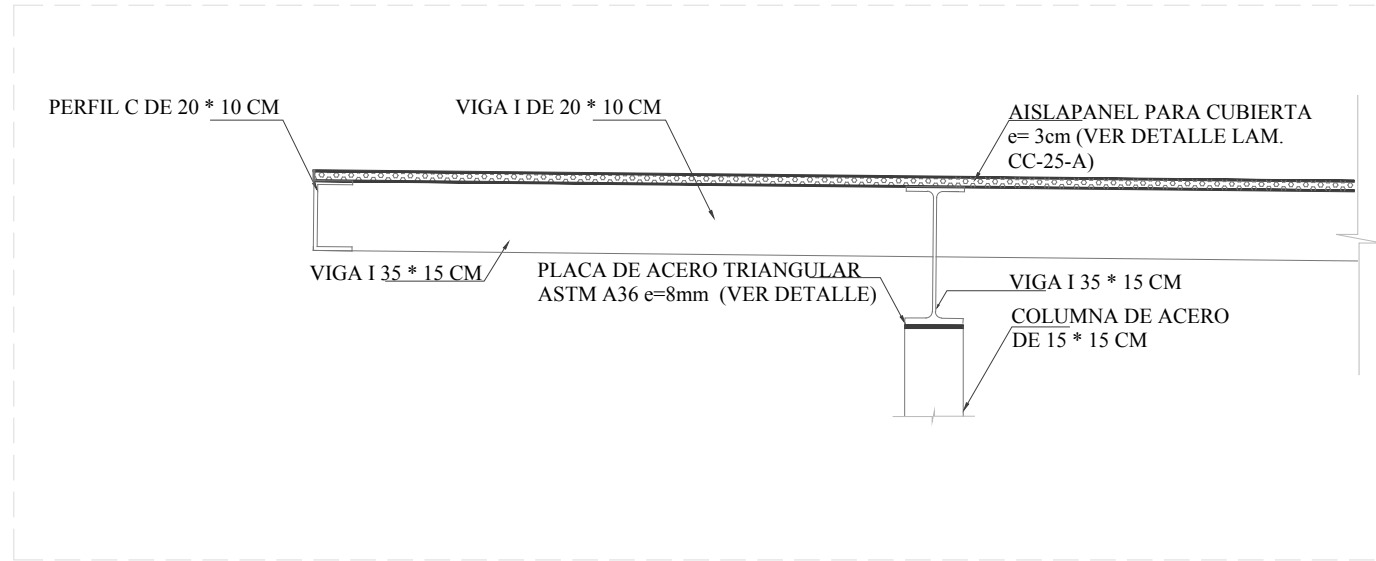 PERFIL C DE 20 * 10 CM
VIGA I DE 20 * 10 CM
AISLAPANEL PARA CUBIERTA
e= 3cm (VER DETALLE LAM.
CC-25-A)
VIGA I 35 * 15 CM
PLACA DE ACERO TRIANGULAR
ASTM A36 e=8mm (VER DETALLE)
VIGA I 35 * 15 CM
COLUMNA DE ACERO
DE 15 * 15 CM